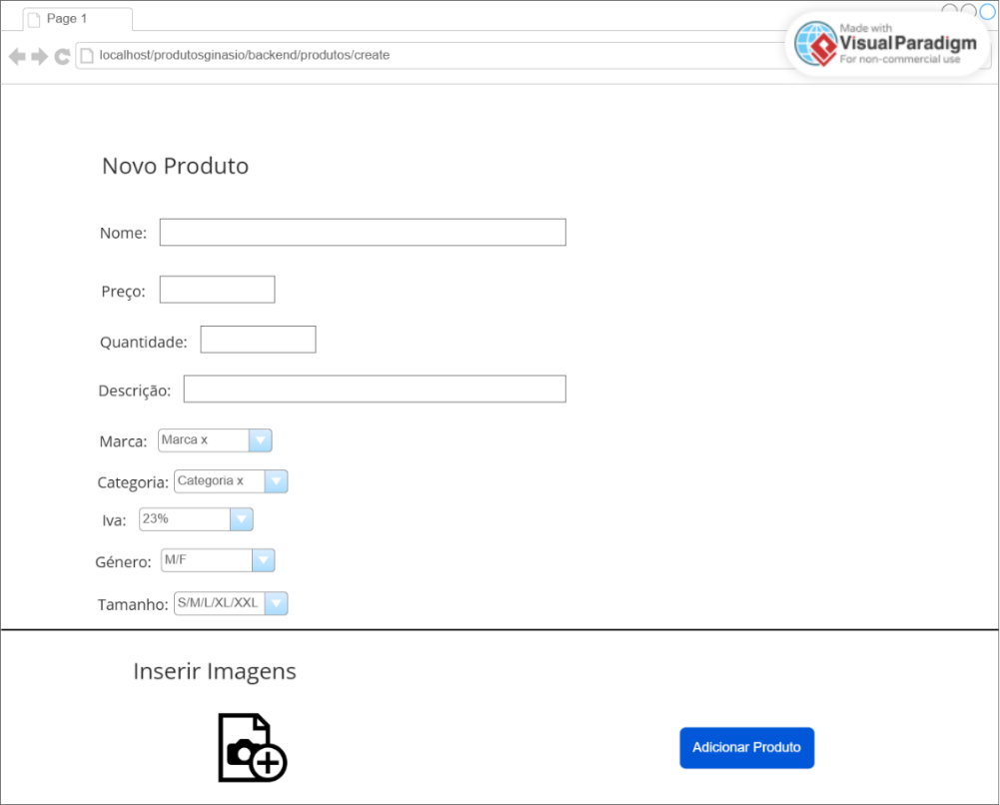 Page 1
Made with
Visual Paradigm
For non-commercial use
localhost/produtosginasio/backend/produtos/create
Novo Produto
Nome:
Preço:
Quantidade:
Descrição:
Marca: Marca x
Categoria: Categoria x
Iva: 23%
Género: M/F
Tamanho: S/M/L/XL/XXL
Inserir Imagens
Adicionar Produto